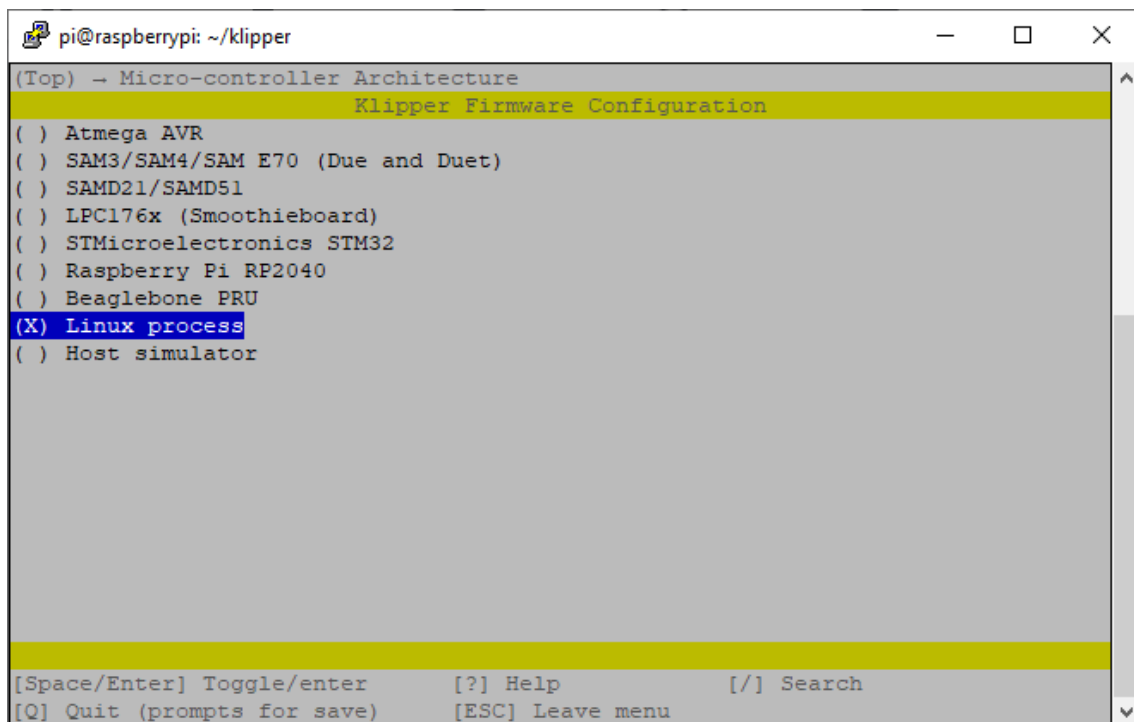 pi@raspberrypi: ~/klipper
(Top) → Micro-controller Architecture
Klipper Firmware Configuration
( ) Atmega AVR
( ) SAM3/SAM4/SAM E70 (Due and Duet)
( ) SAMD21/SAMD51
( ) LPC176x (Smoothieboard)
( ) STMicroelectronics STM32
( ) Raspberry Pi RP2040
( ) Beaglebone PRU
(X) Linux process
( ) Host simulator
[Space/Enter] Toggle/enter [?] Help [/] Search
[Q] Quit (prompts for save) [ESC] Leave menu